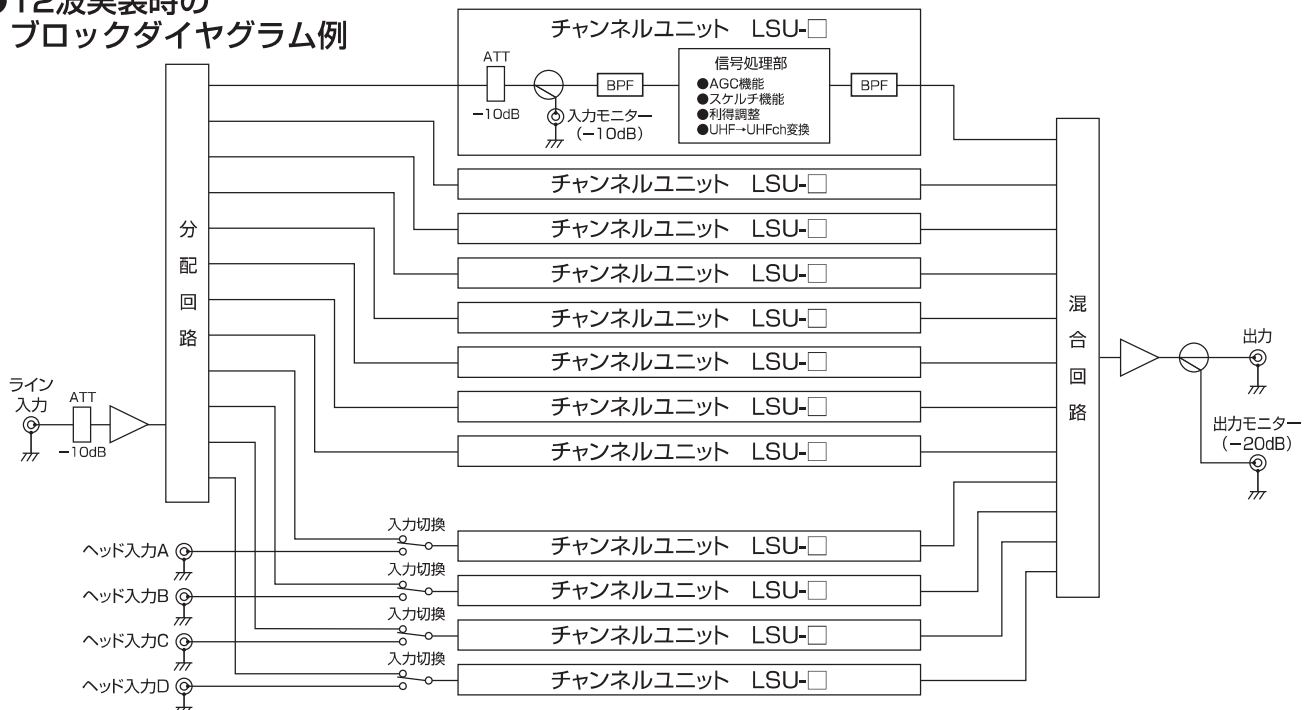 ●12波実装時の
ブロックダイヤグラム例
チャンネルユニット LSU-□
ATT
−10dB
入力モニター
(−10dB)
BPF
信号処理部
●AGC機能
●スケルチ機能
●利得調整
●UHF→UHFch変換
BPF
チャンネルユニット LSU-□
チャンネルユニット LSU-□
チャンネルユニット LSU-□
チャンネルユニット LSU-□
チャンネルユニット LSU-□
チャンネルユニット LSU-□
チャンネルユニット LSU-□
分配回路
混合回路
ライン
入力
ATT
−10dB
出力
出力モニター
(−20dB)
ヘッド入力A
入力切換
チャンネルユニット LSU-□
ヘッド入力B
入力切換
チャンネルユニット LSU-□
ヘッド入力C
入力切換
チャンネルユニット LSU-□
ヘッド入力D
入力切換
チャンネルユニット LSU-□